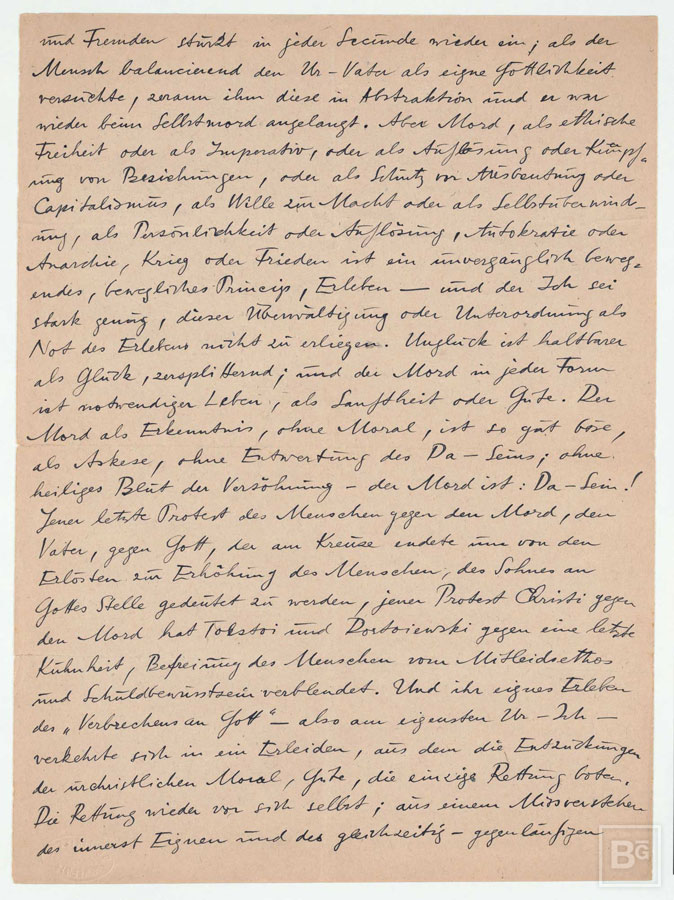 und Fremden stürzt in jeder Secunde wieder ein; als der
Mensch balancierend den Ur-Vater als eigne Göttlichkeit
versuchte, zerann ihm diese in Abstraktion und er war
wieder beim Selbstmord angelangt. Aber Mord, als ethische
Freiheit oder als Imperativ, oder als Auflösung oder Knüpf-
ung von Beziehungen, oder als Schutz vor Ausbeutung oder
Capitalismus, als Wille zur Macht oder als Selbstüberwind-
ung, als Persönlichkeit oder Auflösung, Autokratie oder
Anarchie, Krieg oder Frieden ist ein unvergänglich beweg-
endes, bewegliches Princip, Erleben — und der Ich sei
stark genug, dieser Überwältigung oder Unterordnung als
Not des Erlebens nicht zu erliegen. Unglück ist haltbarer
als Glück, zersplitternd; und der Mord in jeder Form
ist notwendiger Leben, als Sanftheit oder Güte. Der
Mord als Erkenntnis, ohne Moral, ist so gut böse,
als Askese, ohne Entwertung des Da-Seins; ohne
heiliges Blut der Versöhnung – der Mord ist: Da-Sein!
Jener letzte Protest des Menschen gegen den Mord, den
Vater, gegen Gott, der am Kreuze endete um von den
Erlösten zur Erhöhung des Menschen, des Sohnes an
Gottes Stelle gedeutet zu werden, jener Protest Christi gegen
den Mord hat Tolstoi und Dostoiewski gegen eine letzte
Kühnheit, Befreiung des Menschen vom Mitleidsethos
und Schuldbewusstsein verblendet. Und ihr eignes Erleben
des „Verbrechens an Gott" – also am eigensten Ur-Ich –
verkehrte sich in ein Erleiden, aus dem die Entzückungen
der urchristlichen Moral, Güte, die einzige Rettung boten.
Die Rettung wieder vor sich selbst; aus einem Missverstehen
des innerst Eignen und des gleichzeitig-gegenläufigen
BG